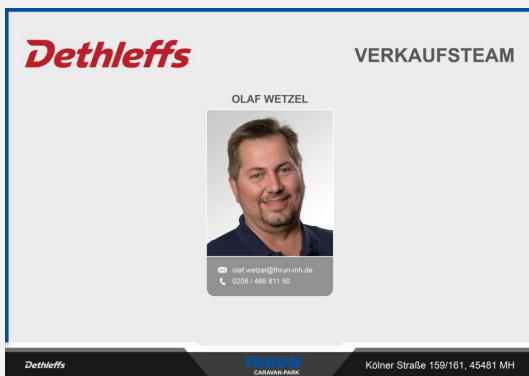 Dethleffs
VERKAUFSTEAM
OLAF WETZEL
olaf wetzel@thrun-mh.de
0208 / 466 811 50
Dethleffs
THRUN
CARAVAN-PARK
Kölner Straße 159/161, 45481 MH